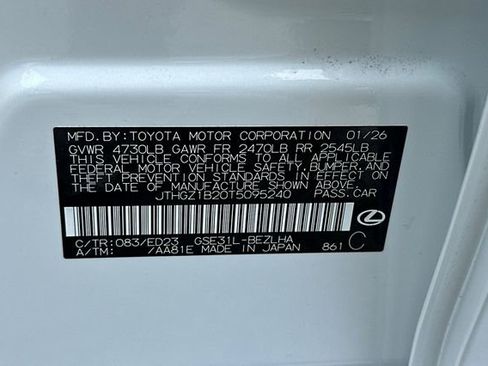 MFD.BY:TOYOTA MOTOR CORPORATION 01/26
GVWR 4730LB GAWR FR 2470LB RR 2545LB
THIS VEHICLE CONFORMS TO ALL APPLICABLE
FEDERAL MOTOR VEHICLE SAFETY, BUMPER, AND
THEFT PREVENTION STANDARDS IN EFFECT ON
THE DATE OF MANUFACTURE SHOWN ABOVE.
JTHGZ1B20T5095240 PASS.CAR
C/TR: 083/ED23 GSE31L-BEZLHA
A/TM: /AA81E MADE IN JAPAN 861 C